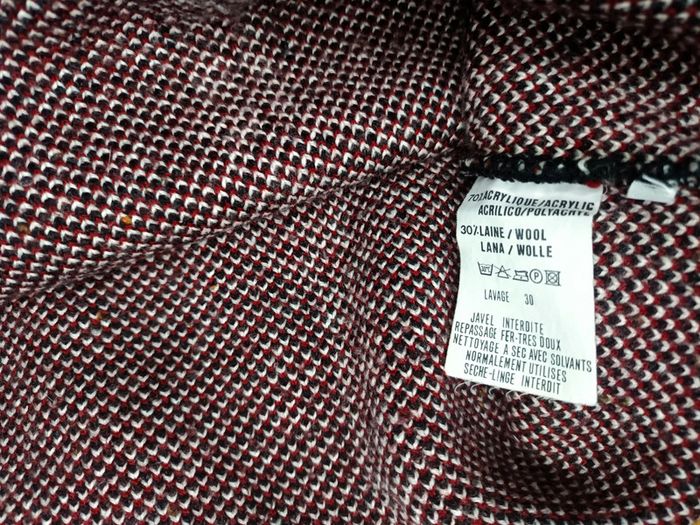 70% ACRYLIQUE/ACRYLIC
ACRILICO/POLYACRYL
30% LAINE / WOOL
LANA / WOLLE
LAVAGE 30
JAVEL INTERDITE
REPASSAGE FER-TRES DOUX
NETTOYAGE A SEC AVEC SOLVANTS
NORMALEMENT UTILISES
SECHE-LINGE INTERDIT